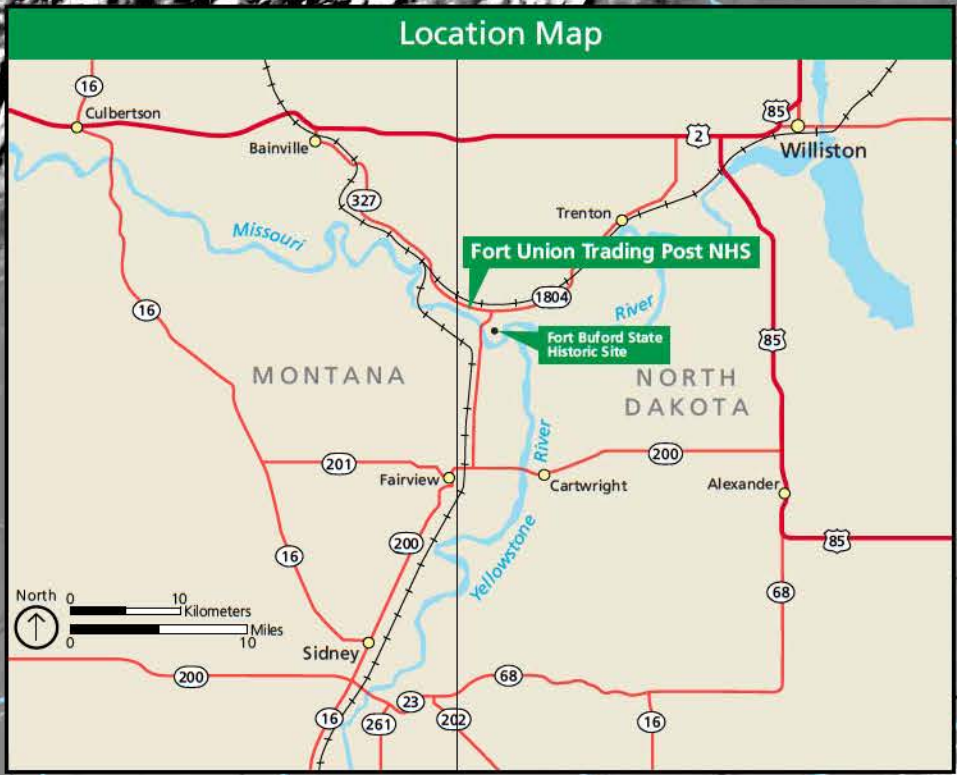 Location Map
16
Culbertson
85
2
Williston
Bainville
327
Trenton
Missouri
Fort Union Trading Post NHS
1804
River
16
Fort Buford State
Historic Site
85
MONTANA
NORTH
DAKOTA
River
201
200
Fairview
Cartwright
Alexander
200
85
16
Yellowstone
68
North
0 10
Kilometers
Miles
0 10
Sidney
200
68
23
16
261
202
16